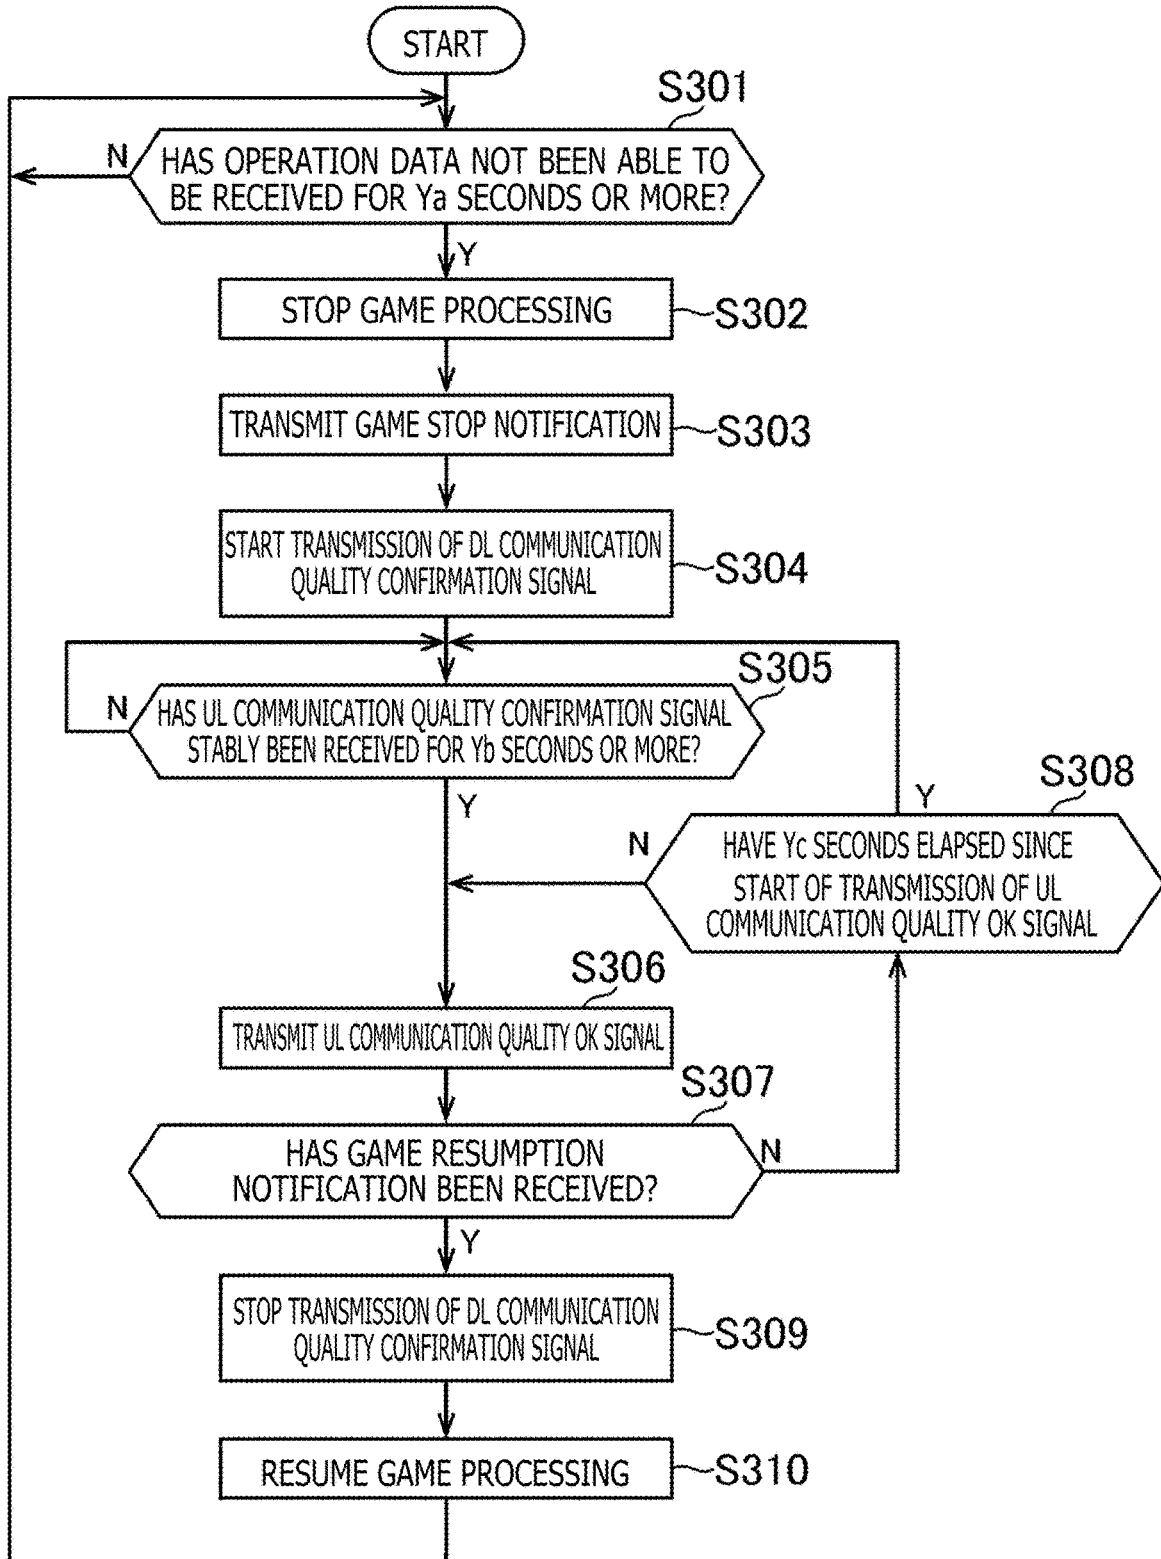 START
S301
N
HAS OPERATION DATA NOT BEEN ABLE TO
BE RECEIVED FOR Ya SECONDS OR MORE?
Y
STOP GAME PROCESSING
S302
TRANSMIT GAME STOP NOTIFICATION
S303
START TRANSMISSION OF DL COMMUNICATION
QUALITY CONFIRMATION SIGNAL
S304
S305
N
HAS UL COMMUNICATION QUALITY CONFIRMATION SIGNAL
STABLY BEEN RECEIVED FOR Yb SECONDS OR MORE?
Y
S308
Y
N
HAVE Yc SECONDS ELAPSED SINCE
START OF TRANSMISSION OF UL
COMMUNICATION QUALITY OK SIGNAL
S306
TRANSMIT UL COMMUNICATION QUALITY OK SIGNAL
S307
HAS GAME RESUMPTION
NOTIFICATION BEEN RECEIVED?
N
Y
STOP TRANSMISSION OF DL COMMUNICATION
QUALITY CONFIRMATION SIGNAL
S309
RESUME GAME PROCESSING
S310